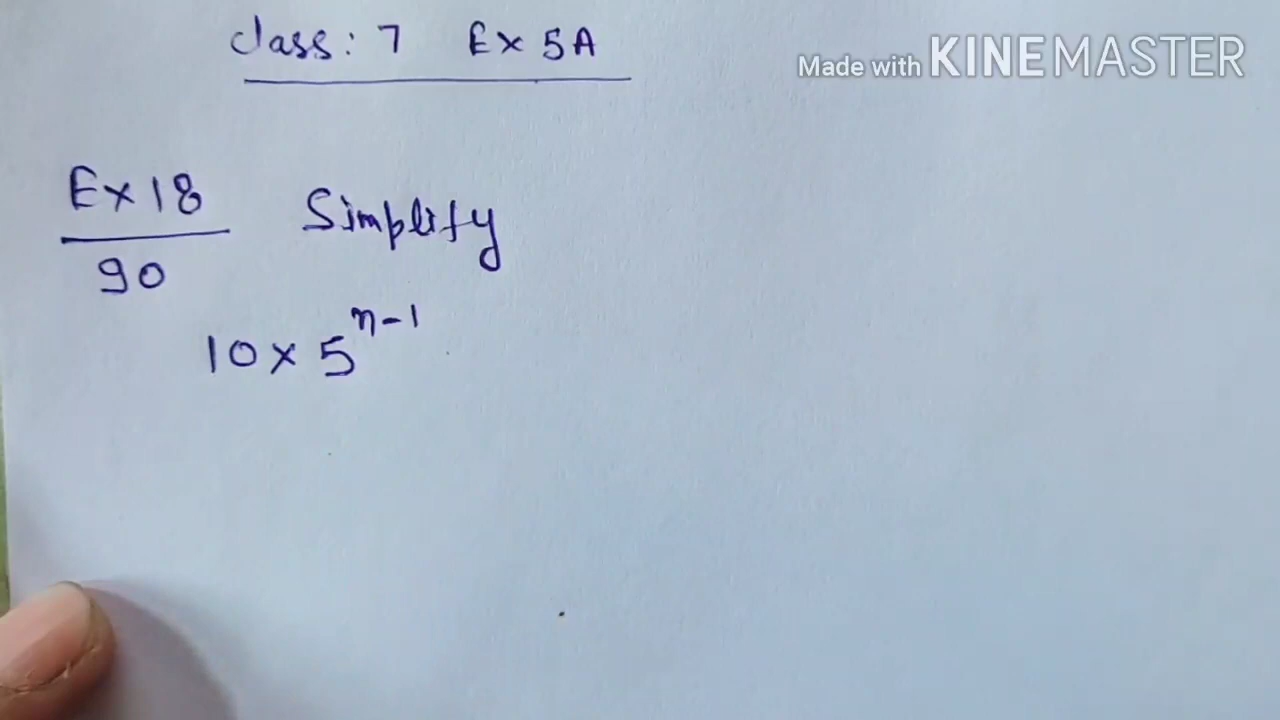 class: 7 Ex 5A
Made with KINEMASTER
Ex 18 Simplify
90
10 × 5^n-1